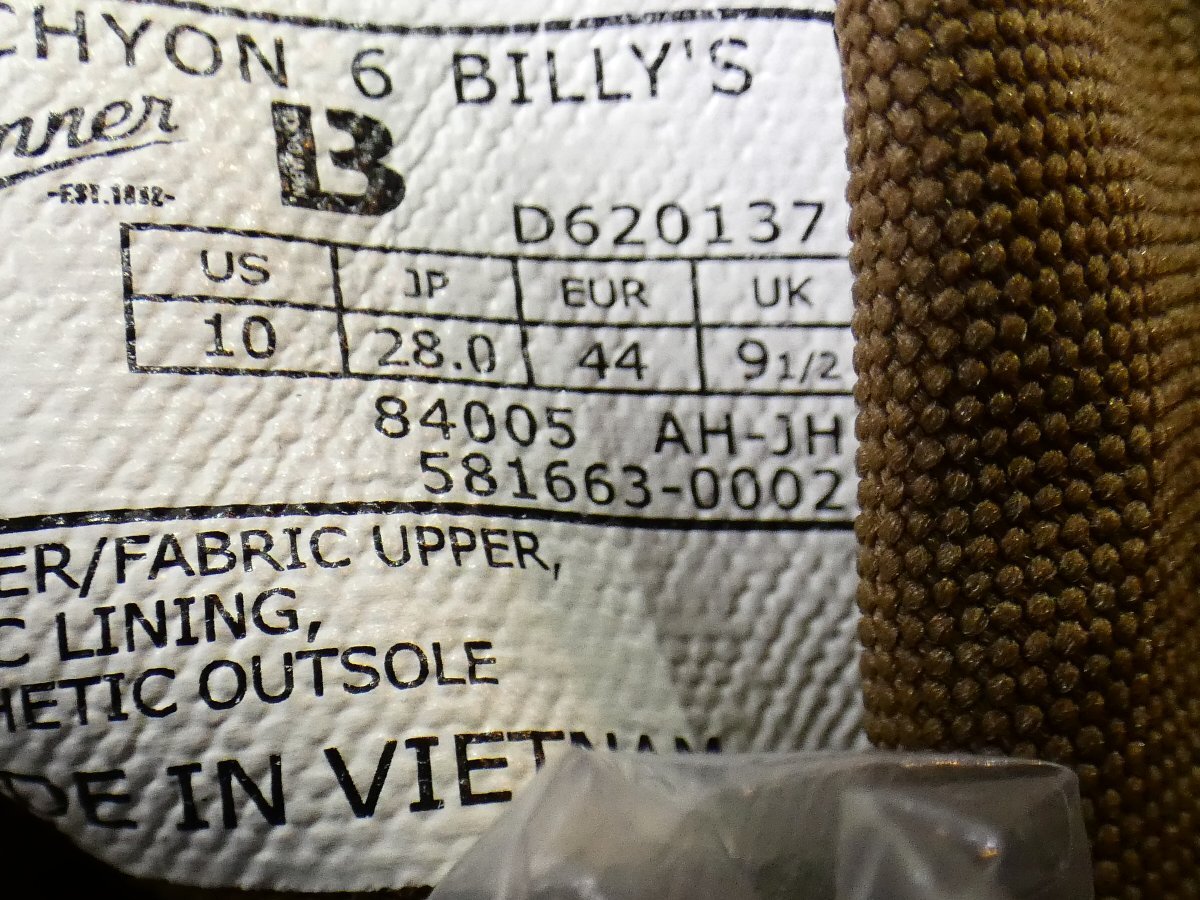 CHYON 6 BILLY'S
nner
-EST.1932-
B
D620137
US JP EUR UK
10 28.0 44 9 1/2
84005 AH-JH
581663-0002
ER/FABRIC UPPER,
C LINING,
HETIC OUTSOLE
DE IN VIETNAM